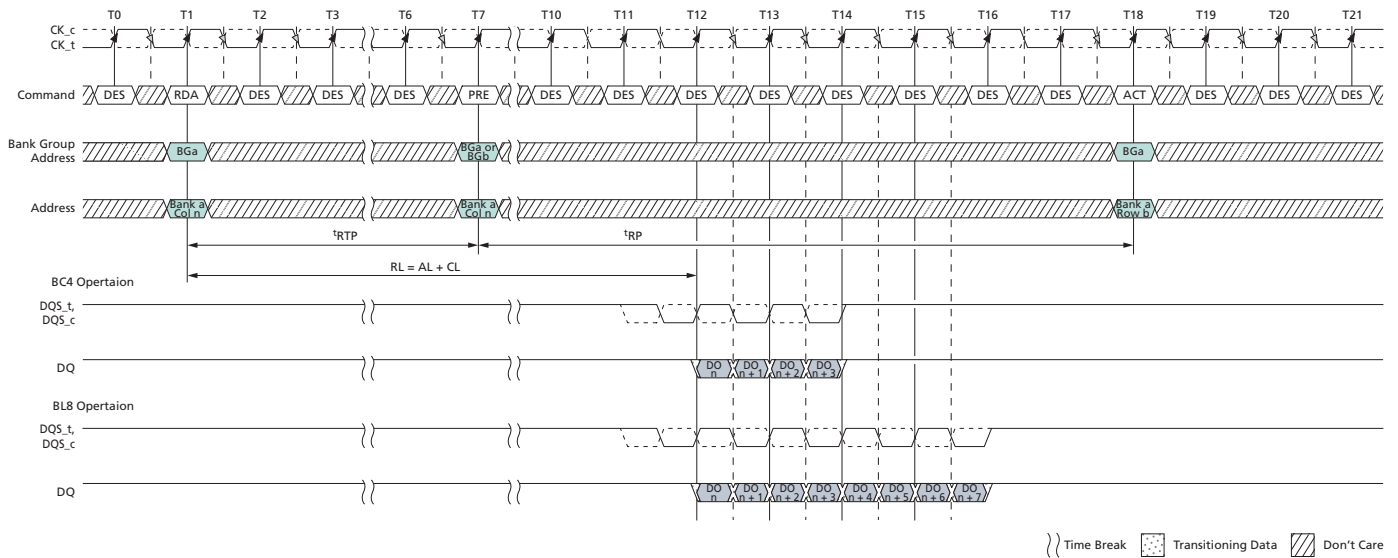 T0 T1 T2 T3 T6 T7 T10 T11 T12 T13 T14 T15 T16 T17 T18 T19 T20 T21
CK_c
CK_t
Command DES RDA DES DES DES PRE DES DES DES DES DES DES DES DES ACT DES DES DES
Bank Group
Address
BGa
BGa or
BGb
BGa
Address
Bank a
Col n
Bank a
Col n
Bank a
Row b
tRTP
tRP
RL = AL + CL
BC4 Opertaion
DQS_t,
DQS_c
DQ
DO
n
DO
n + 1
DO
n + 2
DO
n + 3
BL8 Opertaion
DQS_t,
DQS_c
DQ
DO
n
DO
n + 1
DO
n + 2
DO
n + 3
DO
n + 4
DO
n + 5
DO
n + 6
DO
n + 7
Time Break Transitioning Data Don't Care